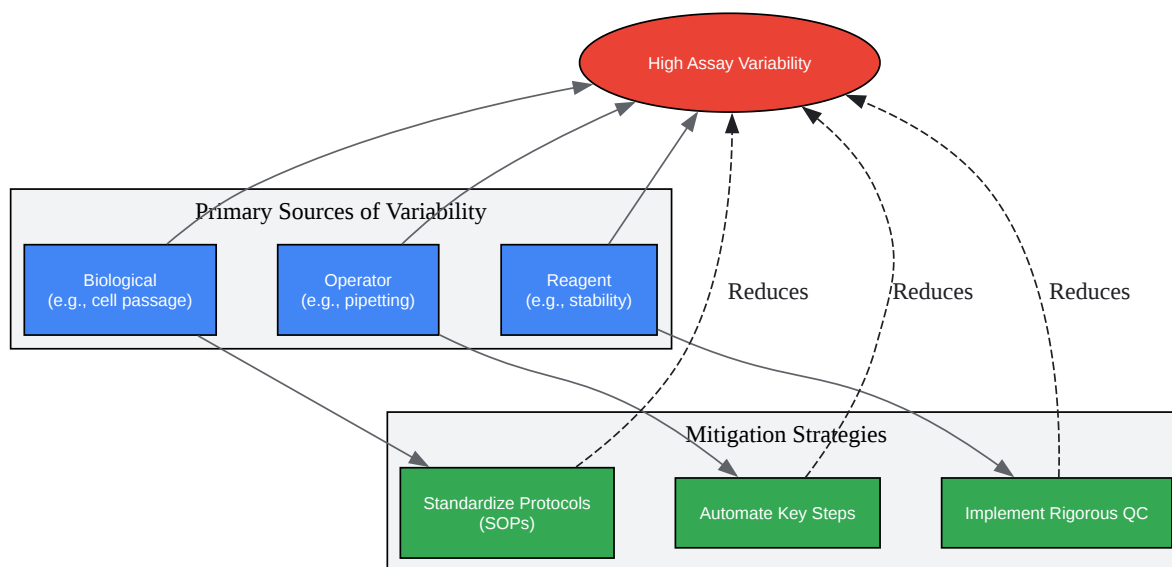 High Assay Variability
Primary Sources of Variability
Biological
(e.g., cell passage)
Operator
(e.g., pipetting)
Reagent
(e.g., stability)
Reduces
Reduces
Reduces
Mitigation Strategies
Standardize Protocols
(SOPs)
Automate Key Steps
Implement Rigorous QC